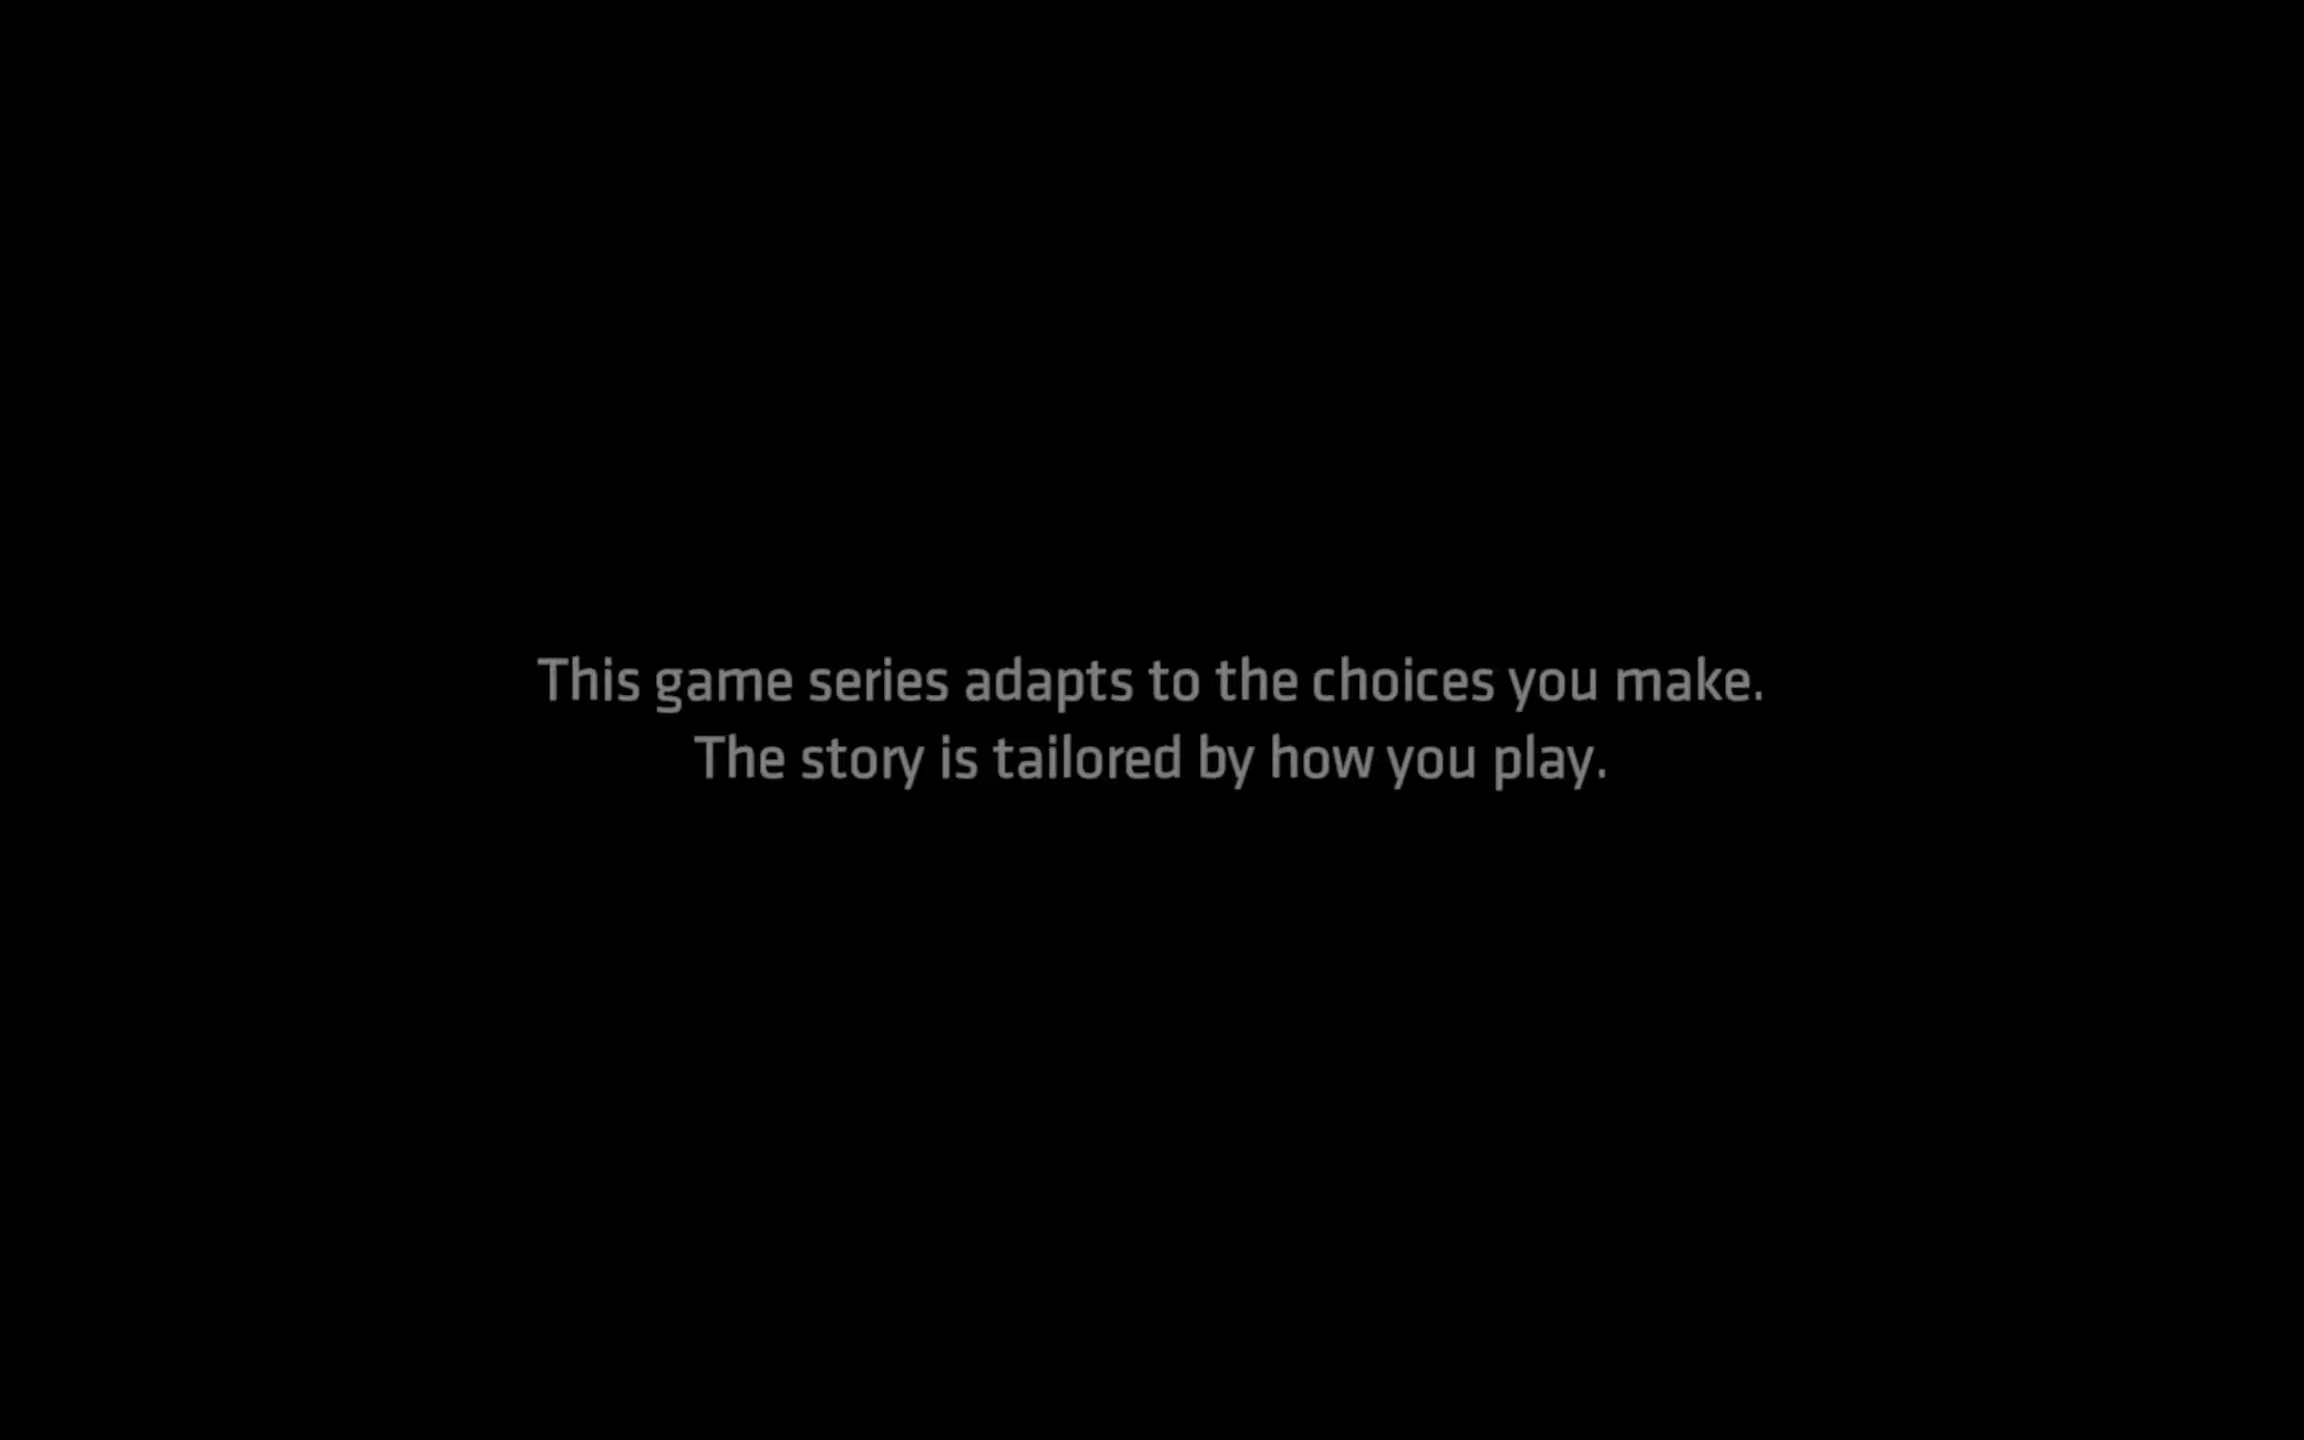 This game series adapts to the choices you make.
The story is tailored by how you play.